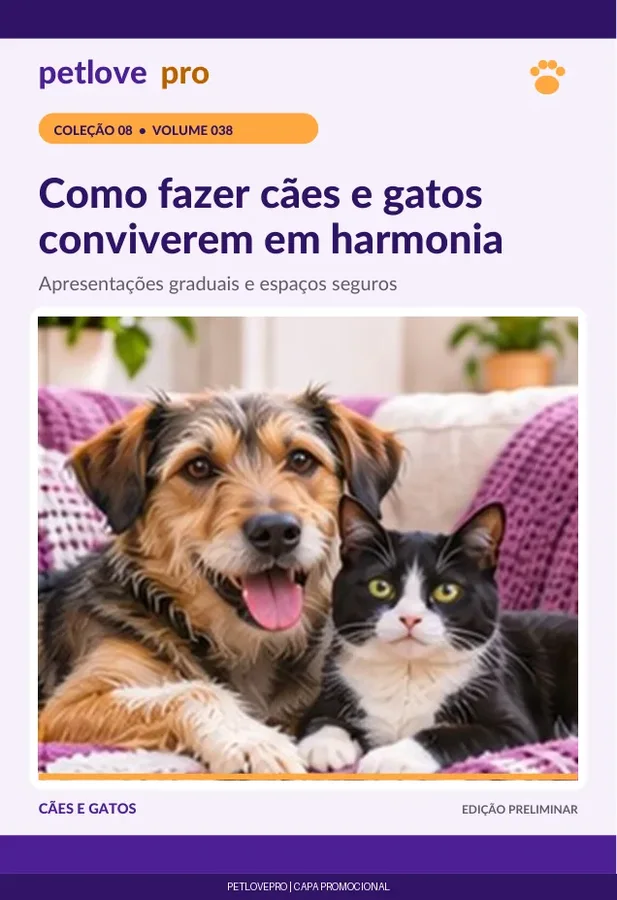 petlove pro
COLEÇÃO 08 • VOLUME 038
Como fazer cães e gatos
conviverem em harmonia
Apresentações graduais e espaços seguros
CÃES E GATOS
EDIÇÃO PRELIMINAR
PETLOVEPRO | CAPA PROMOCIONAL